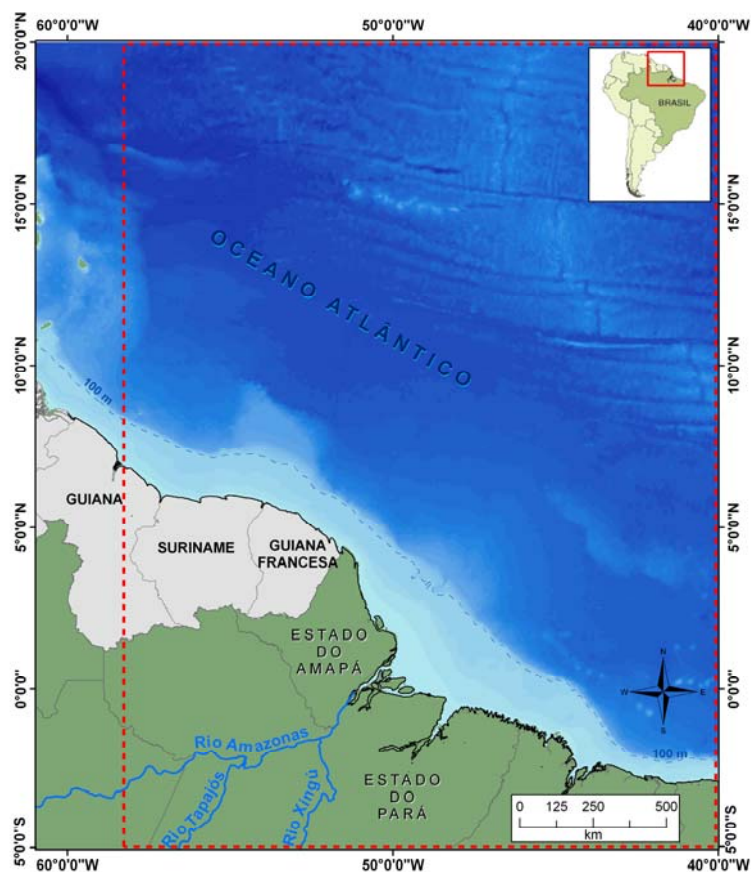 60°0'0"W
50°0'0"W
40°0'0"W
20°0'0"N
15°0'0"N
15°0'0"N
10°0'0"N
10°0'0"N
5°0'0"N
5°0'0"N
0°0'0"
0°0'0"
5°0'0"S
5°0'0"S
BRASIL
OCEANO ATLÂNTICO
100 m
GUIANA
SURINAME
GUIANA
FRANCESA
ESTADO
DO
AMAPÁ
N
W
E
S
100 m
Rio Amazonas
Rio Tapajós
Rio Xingú
ESTADO
DO
PARÁ
0 125 250 500
km
60°0'0"W
50°0'0"W
40°0'0"W